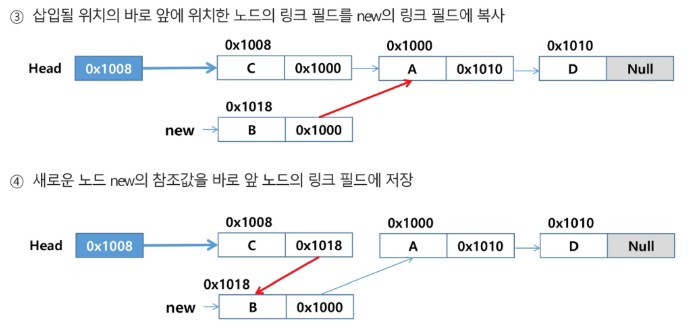 ③ 삽입될 위치의 바로 앞에 위치한 노드의 링크 필드를 new의 링크 필드에 복사
0x1008 0x1000 0x1010
Head 0x1008 C 0x1000 A 0x1010 D Null
0x1018
new B 0x1000
④ 새로운 노드 new의 참조값을 바로 앞 노드의 링크 필드에 저장
0x1008 0x1000 0x1010
Head 0x1008 C 0x1018 A 0x1010 D Null
0x1018
new B 0x1000